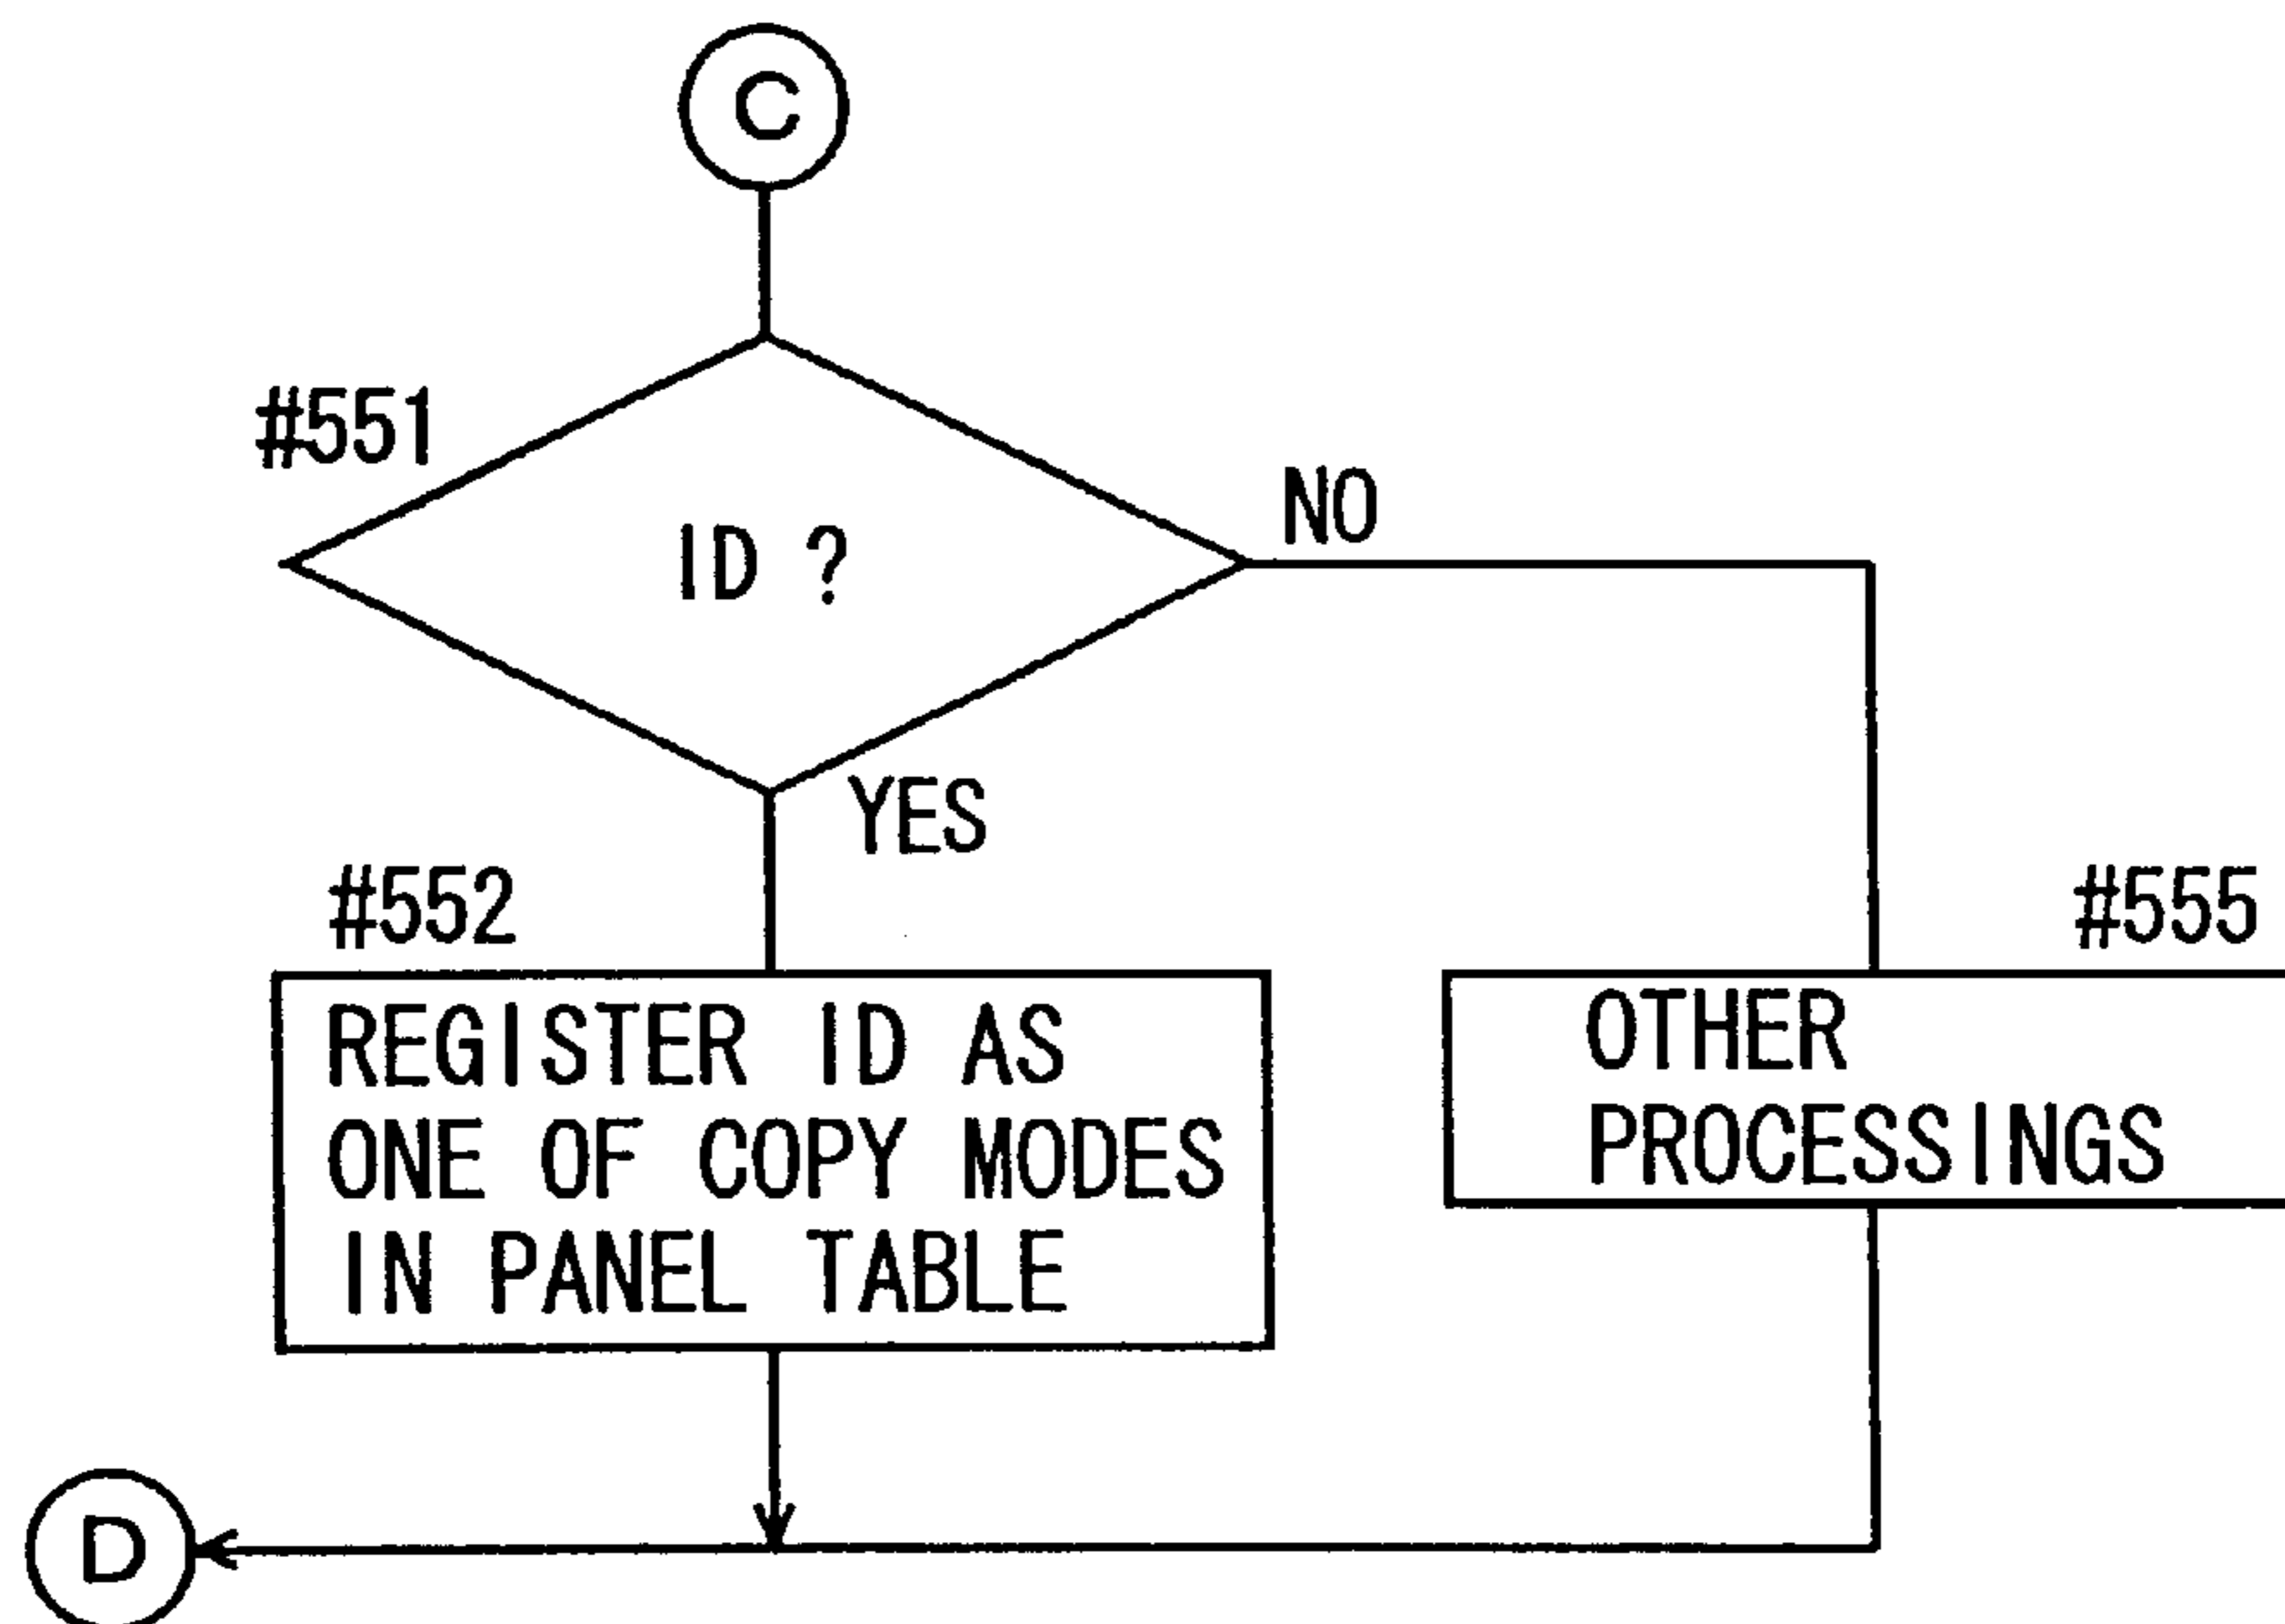 C
#551
ID ?
NO
YES
#552
REGISTER ID AS
ONE OF COPY MODES
IN PANEL TABLE
#555
OTHER
PROCESSINGS
D